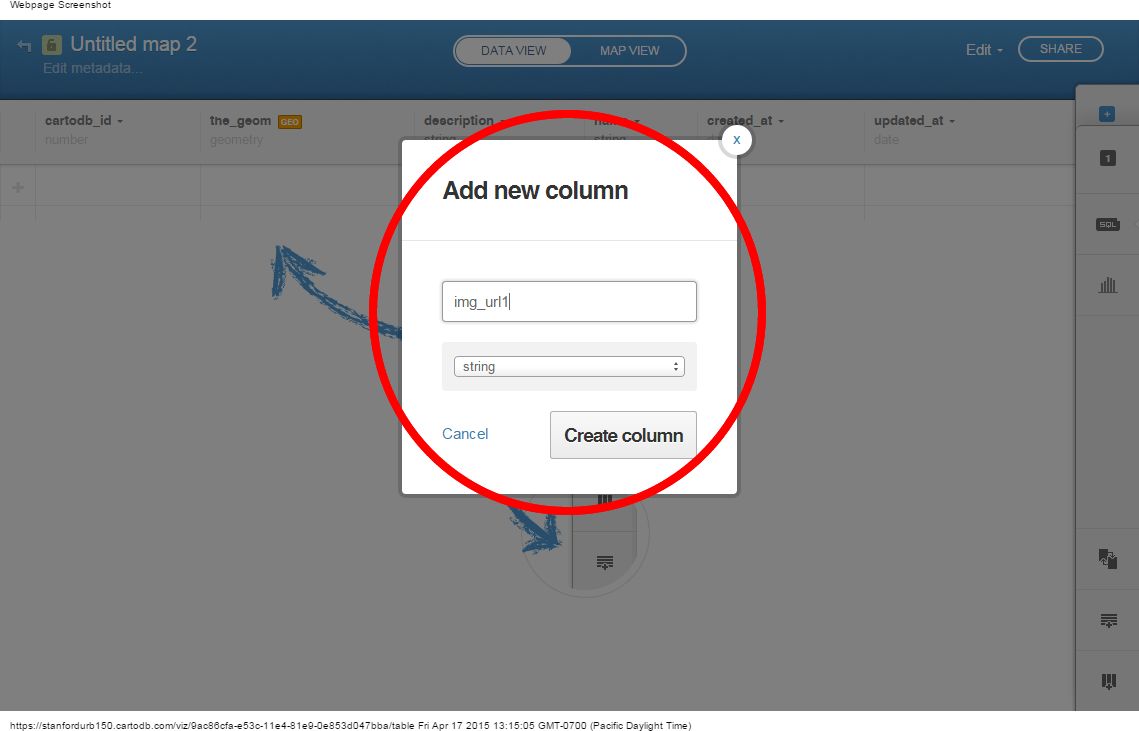 Webpage Screenshot
Untitled map 2
Edit metadata...
DATA VIEW MAP VIEW
Edit SHARE
cartodb_id the_geom GEO description name created_at updated_at
number geometry string string date
x
1
SQL
Add new column
img_url1
string
Cancel Create column
https://stanfordurb150.cartodb.com/viz/9ac86cfa-e53c-11e4-81e9-0e853d047bba/table Fri Apr 17 2015 13:15:05 GMT-0700 (Pacific Daylight Time)